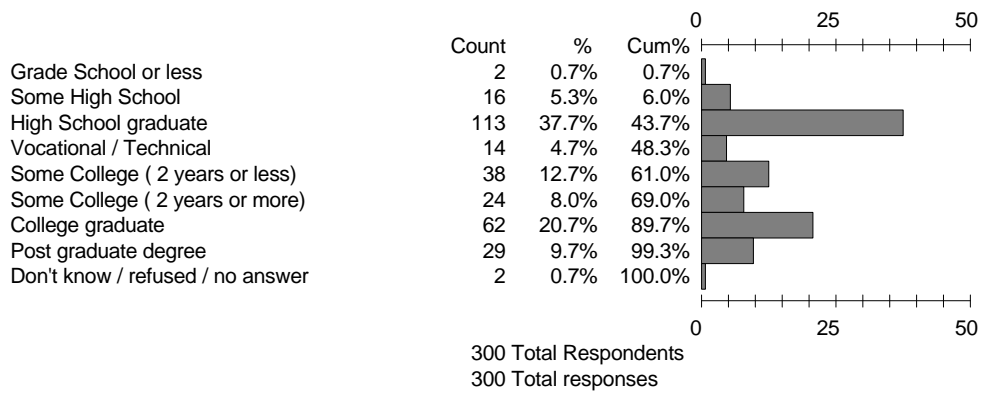 0 25 50
Count % Cum%
Grade School or less 2 0.7% 0.7%
Some High School 16 5.3% 6.0%
High School graduate 113 37.7% 43.7%
Vocational / Technical 14 4.7% 48.3%
Some College ( 2 years or less) 38 12.7% 61.0%
Some College ( 2 years or more) 24 8.0% 69.0%
College graduate 62 20.7% 89.7%
Post graduate degree 29 9.7% 99.3%
Don't know / refused / no answer 2 0.7% 100.0%
0 25 50
300 Total Respondents
300 Total responses